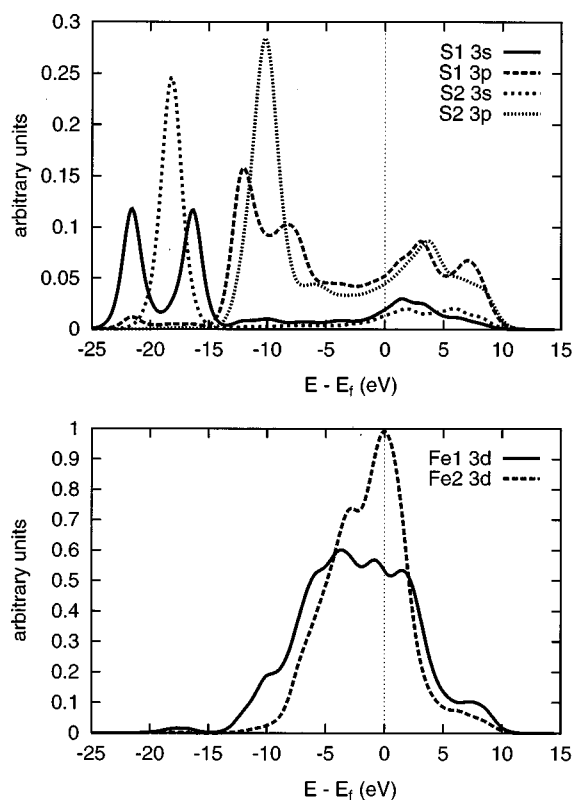 0.3
0.25
0.2
0.15
0.1
0.05
0
arbitrary units
S1 3s
S1 3p
S2 3s
S2 3p
-25 -20 -15 -10 -5 0 5 10 15
E - Ef (eV)
1
0.9
0.8
0.7
0.6
0.5
0.4
0.3
0.2
0.1
0
arbitrary units
Fe1 3d
Fe2 3d
-25 -20 -15 -10 -5 0 5 10 15
E - Ef (eV)